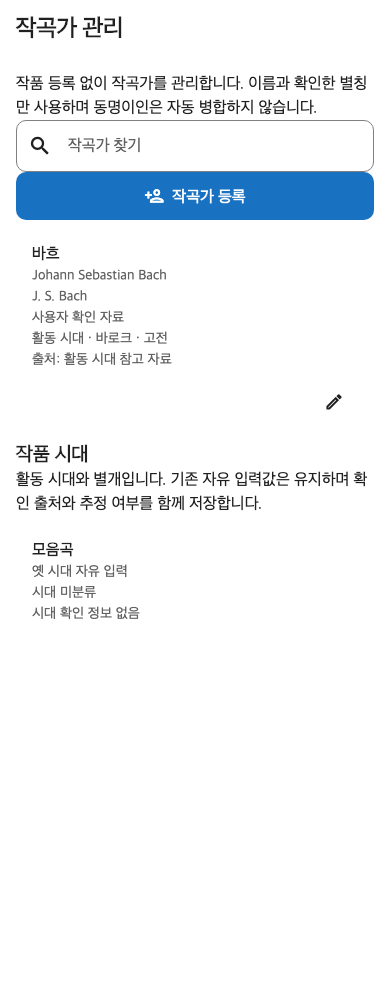 작곡가 관리
작품 등록 없이 작곡가를 관리합니다. 이름과 확인한 별칭
만 사용하며 동명이인은 자동 병합하지 않습니다.
작곡가 찾기
작곡가 등록
바흐
Johann Sebastian Bach
J. S. Bach
사용자 확인 자료
활동 시대 · 바로크 · 고전
출처: 활동 시대 참고 자료
작품 시대
활동 시대와 별개입니다. 기존 자유 입력값은 유지하며 확
인 출처와 추정 여부를 함께 저장합니다.
모음곡
옛 시대 자유 입력
시대 미분류
시대 확인 정보 없음